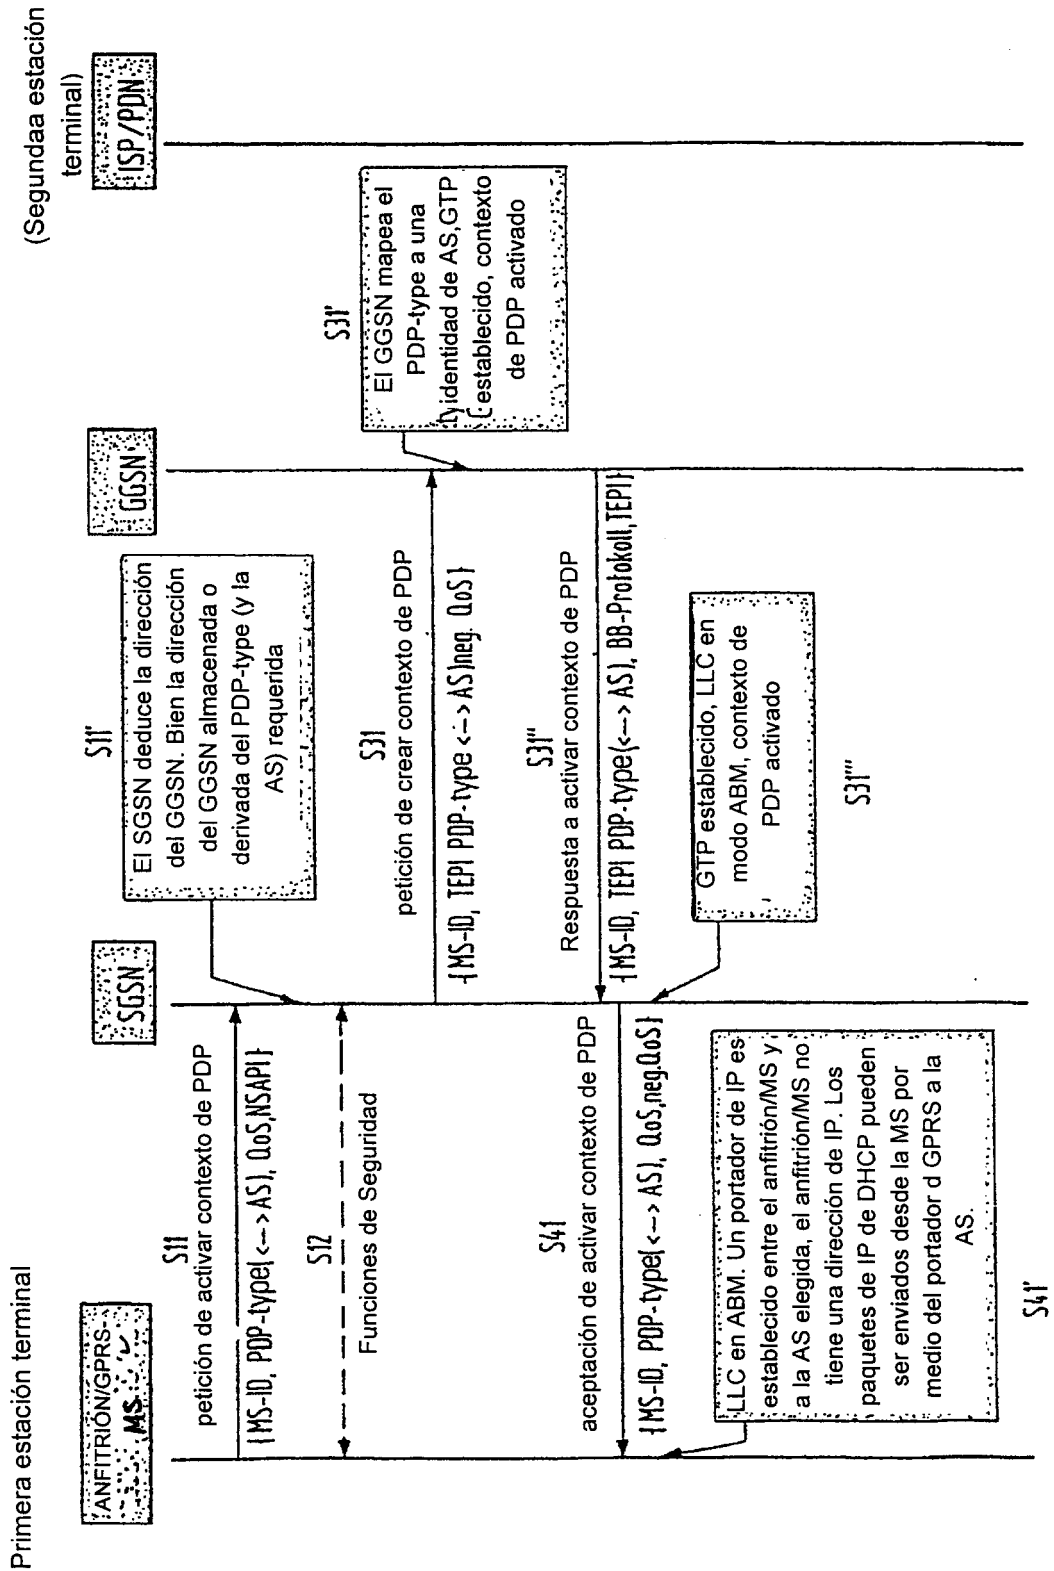 Primera estación terminal
(Segundaa estación
terminal)
ANFITRIÓN/GPRS-
MS
SGSN
GGSN
ISP/PDN
S11
petición de activar contexto de PDP
{MS-ID, PDP-type(<-->AS), QoS,NSAPI}
S11'
El SGSN deduce la dirección
del GGSN. Bien la dirección
del GGSN almacenada o
derivada del PDP-type (y la
AS) requerida
S12
Funciones de Seguridad
S31
petición de crear contexto de PDP
{MS-ID, TEPI PDP-type <-->AS)neg. QoS}
S31'
El GGSN mapea el
PDP-type a una
identidad de AS,GTP
establecido, contexto
de PDP activado
S31''
Respuesta a activar contexto de PDP
{MS-ID, TEPI PDP-type(<-->AS), BB-Protokoll,TEPI}
GTP establecido, LLC en
modo ABM, contexto de
PDP activado
S31'''
S41
aceptación de activar contexto de PDP
{MS-ID, PDP-type(<-->AS), QoS,neg.QoS}
LLC en ABM. Un portador de IP es
establecido entre el anfitrión/MS y
a la AS elegida, el anfitrión/MS no
tiene una dirección de IP. Los
paquetes de IP de DHCP pueden
ser enviados desde la MS por
medio del portador d GPRS a la
AS.
S41'